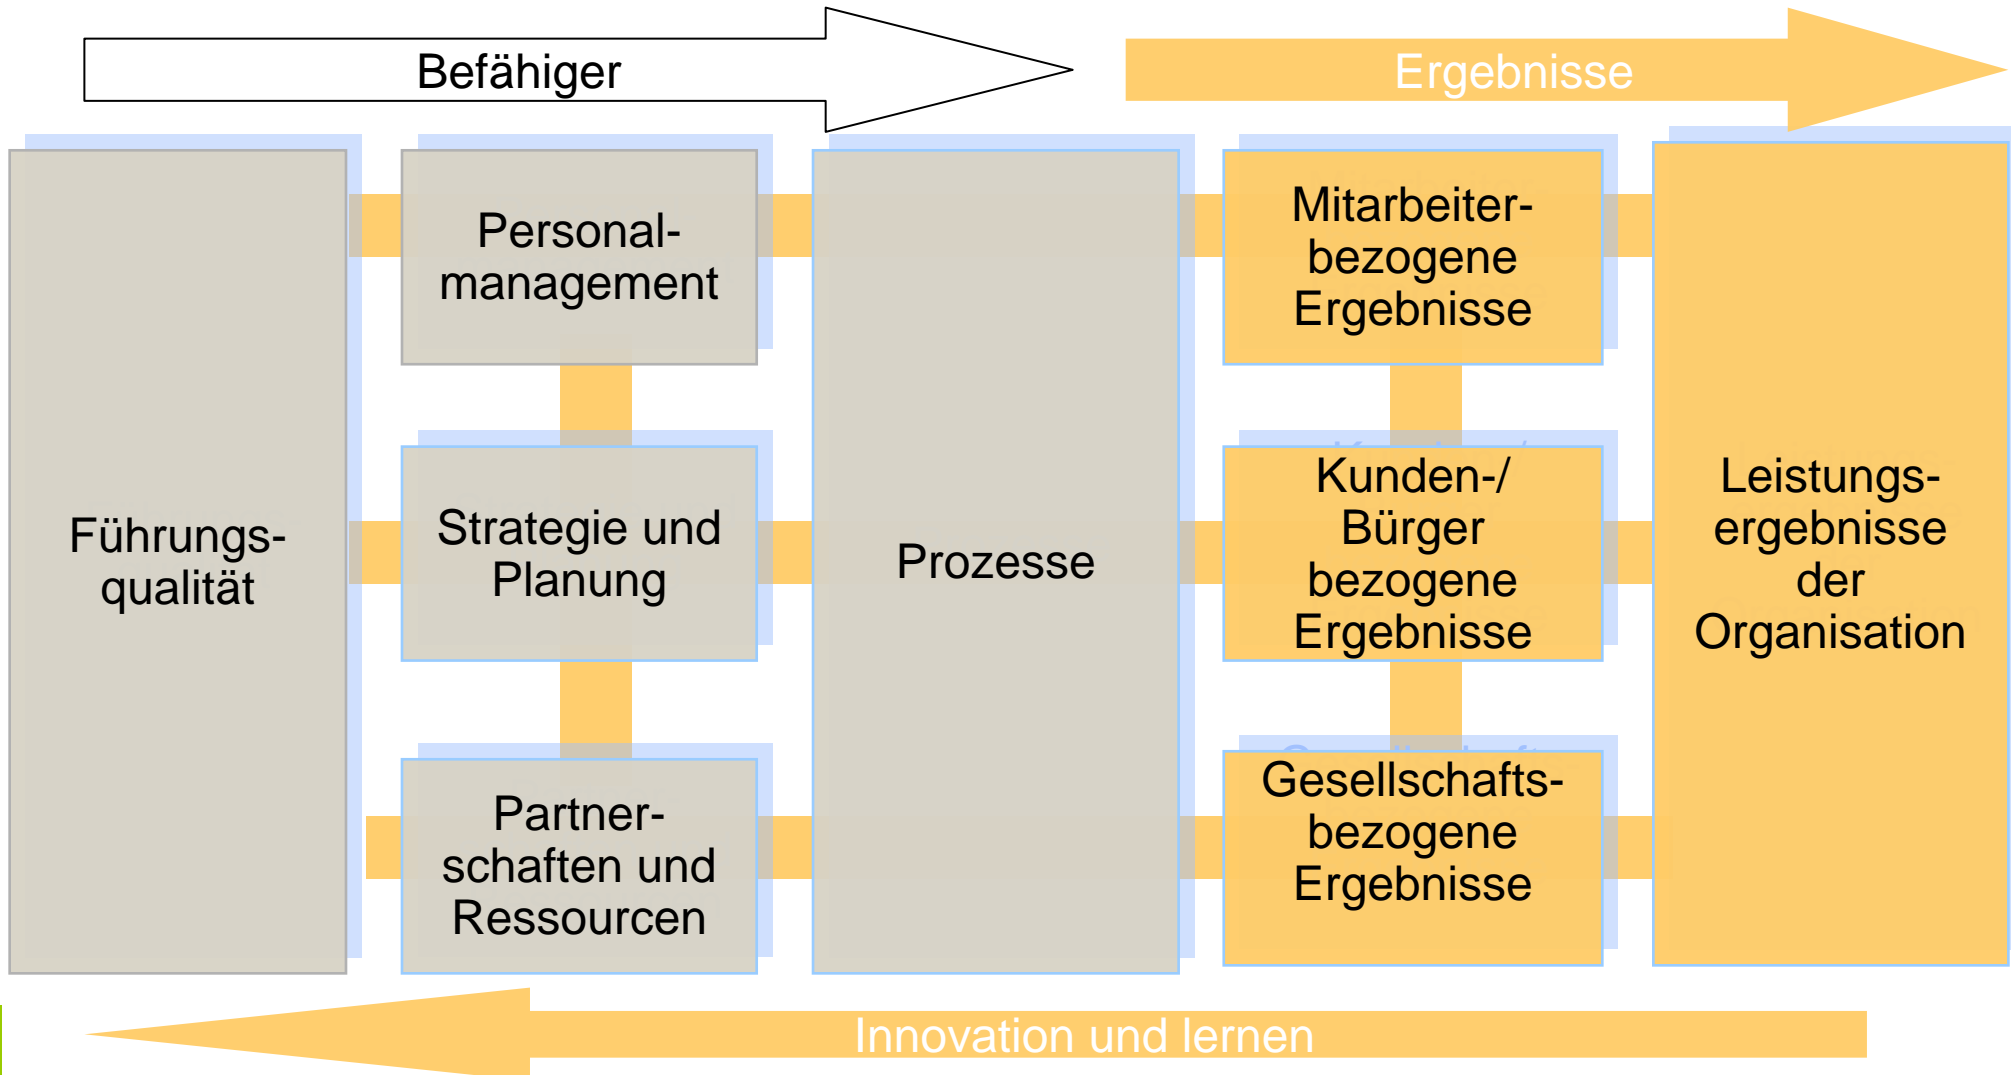 Befähiger
Ergebnisse
Führungs-
qualität
Personal-
management
Strategie und
Planung
Partner-
schaften und
Ressourcen
Prozesse
Mitarbeiter-
bezogene
Ergebnisse
Kunden-/
Bürger
bezogene
Ergebnisse
Gesellschafts-
bezogene
Ergebnisse
Leistungs-
ergebnisse
der
Organisation
Innovation und lernen